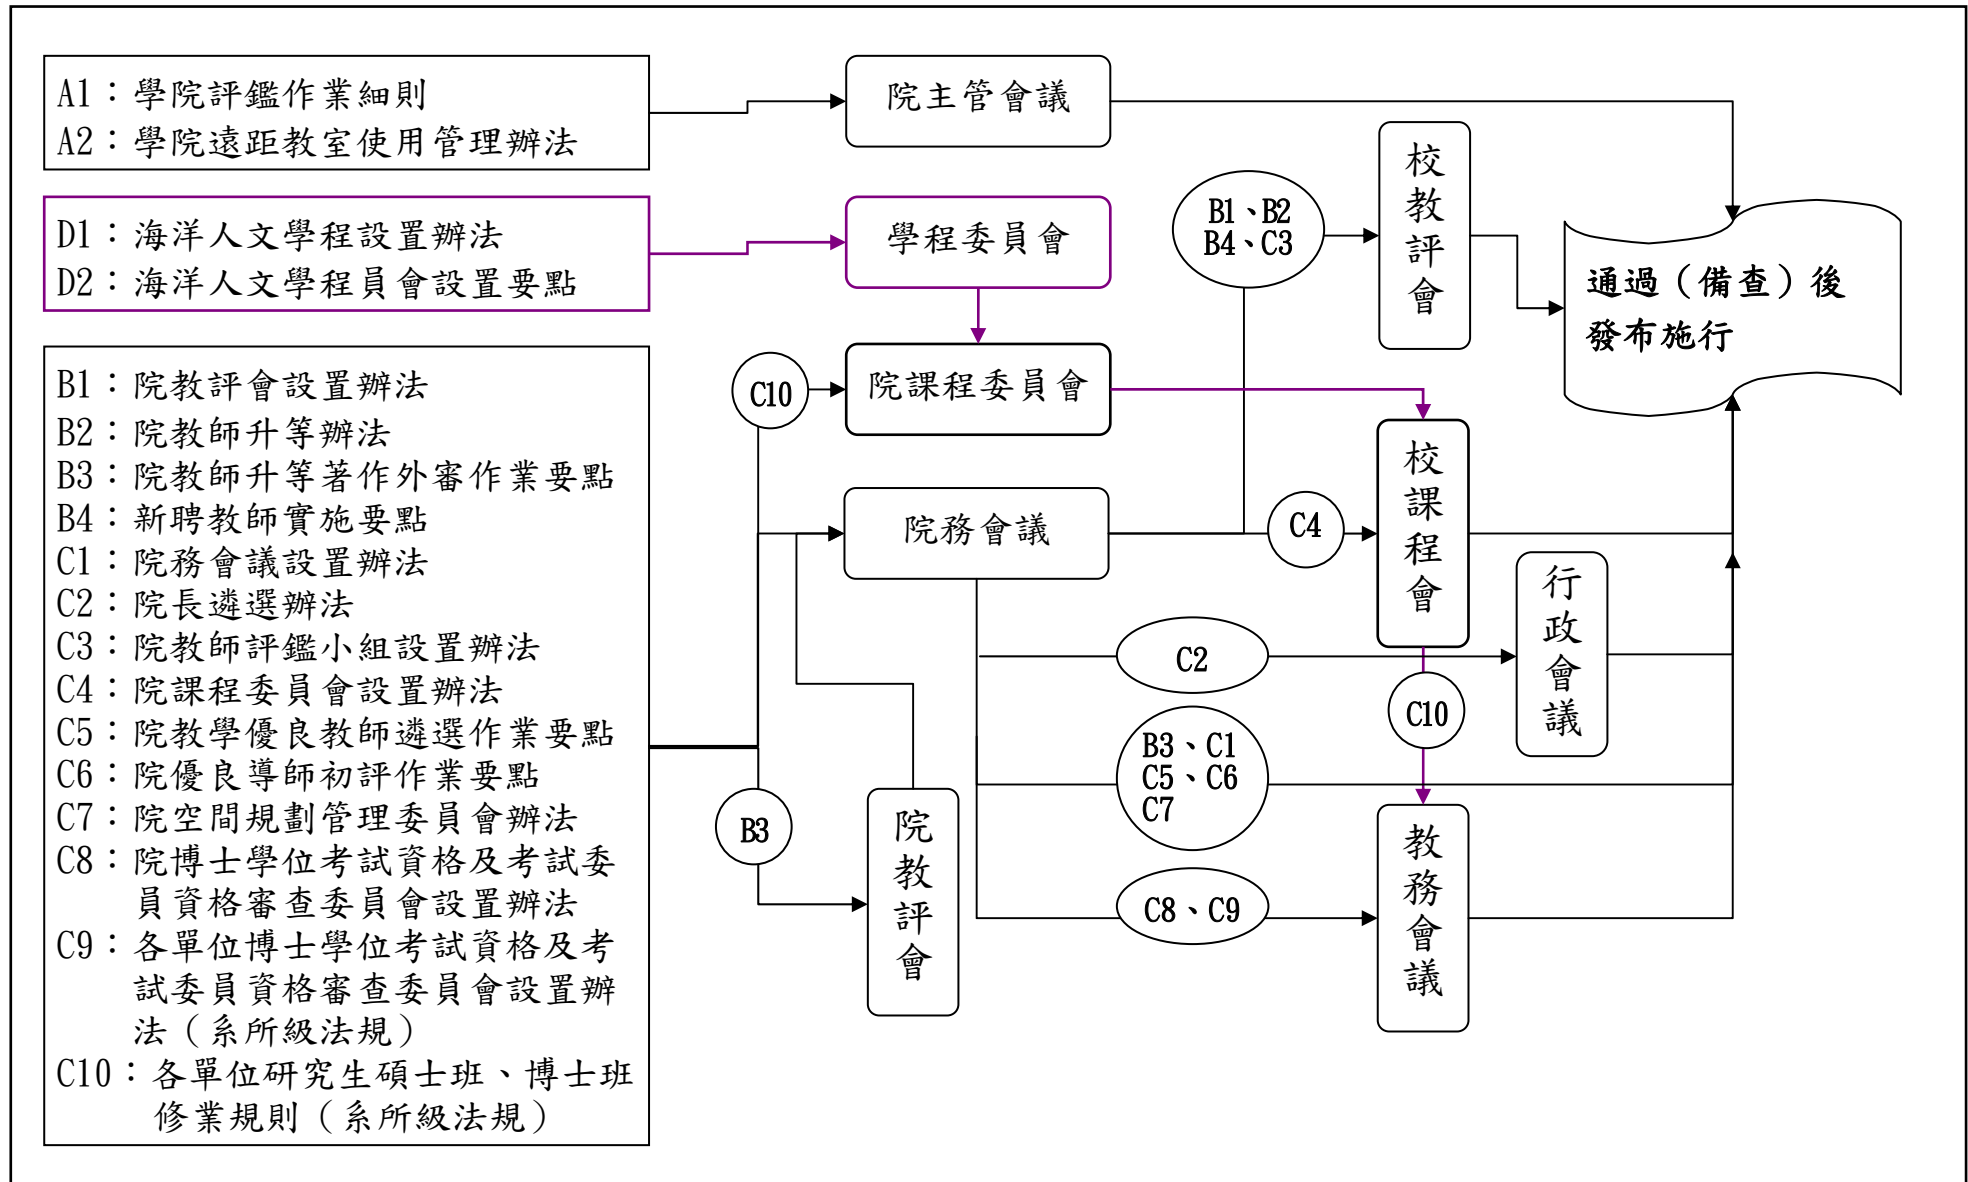 A1：學院評鑑作業細則
A2：學院遠距教室使用管理辦法
院主管會議
D1：海洋人文學程設置辦法
D2：海洋人文學程員會設置要點
學程委員會
B1、B2
B4、C3
校教評會
通過（備查）後
發布施行
B1：院教評會設置辦法
B2：院教師升等辦法
B3：院教師升等著作外審作業要點
B4：新聘教師實施要點
C1：院務會議設置辦法
C2：院長遴選辦法
C3：院教師評鑑小組設置辦法
C4：院課程委員會設置辦法
C5：院教學優良教師遴選作業要點
C6：院優良導師初評作業要點
C7：院空間規劃管理委員會辦法
C8：院博士學位考試資格及考試委
員資格審查委員會設置辦法
C9：各單位博士學位考試資格及考
試委員資格審查委員會設置辦
法（系所級法規）
C10：各單位研究生碩士班、博士班
修業規則（系所級法規）
C10
院課程委員會
院務會議
C4
校課程會
C2
行政會議
C10
B3、C1
C5、C6
C7
B3
院教評會
C8、C9
教務會議